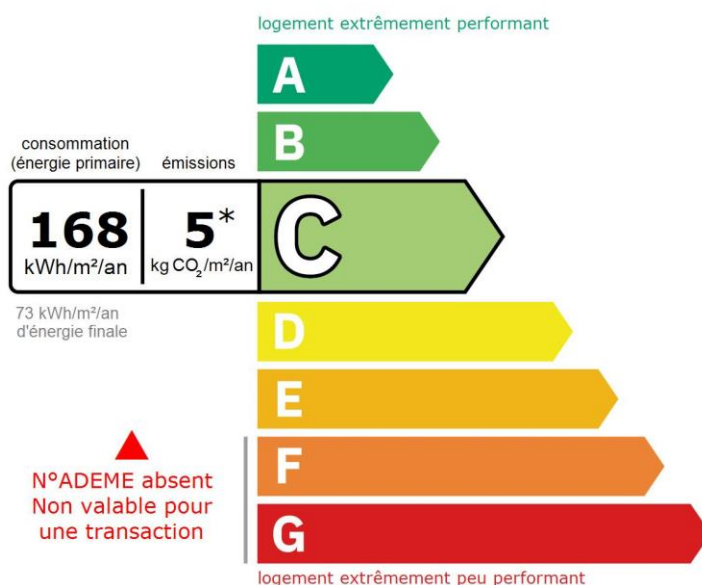 logement extrêmement performant
A
B
consommation
(énergie primaire)
émissions
168
kWh/m²/an
5*
kg CO₂/m²/an
C
73 kWh/m²/an
d'énergie finale
D
E
F
N°ADEME absent
Non valable pour
une transaction
G
logement extrêmement peu performant